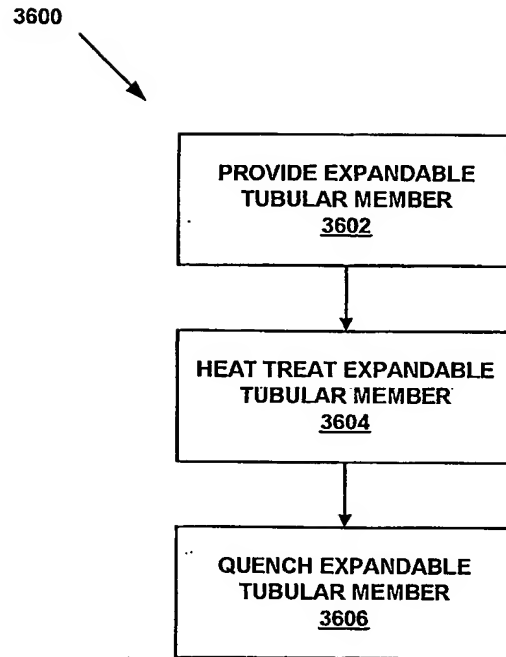 3600
PROVIDE EXPANDABLE
TUBULAR MEMBER
3602
HEAT TREAT EXPANDABLE
TUBULAR MEMBER
3604
QUENCH EXPANDABLE
TUBULAR MEMBER
3606